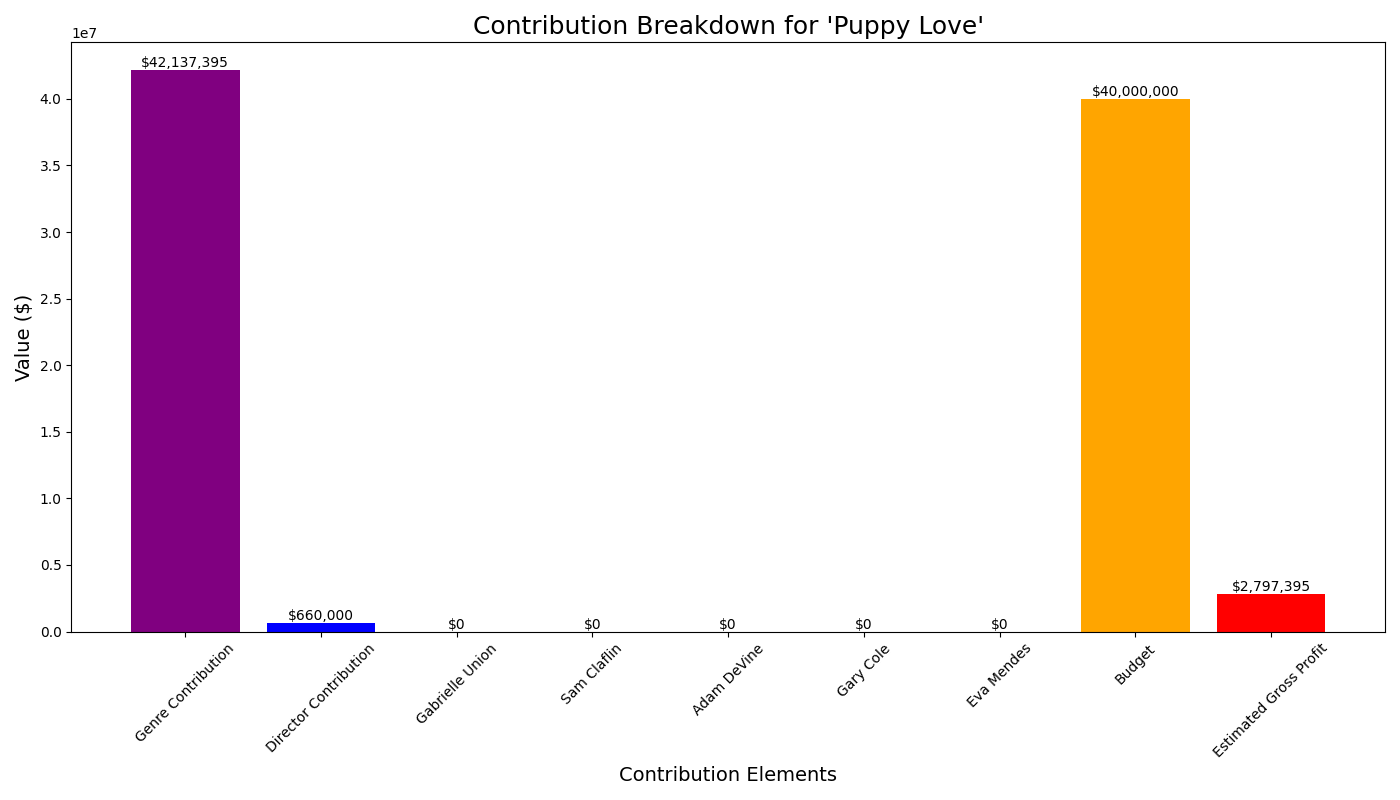 Contribution Breakdown for 'Puppy Love'
1e7
$42,137,395
$40,000,000
4.0
3.5
3.0
2.5
2.0
1.5
1.0
0.5
0.0
Value ($)
$660,000
$0
$0
$0
$0
$0
$2,797,395
Genre Contribution
Director Contribution
Gabrielle Union
Sam Claflin
Adam DeVine
Gary Cole
Eva Mendes
Budget
Estimated Gross Profit
Contribution Elements